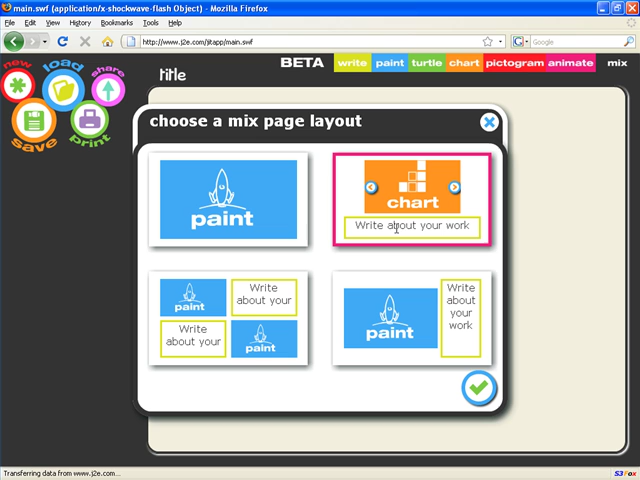 main.swf (application/x-shockwave-flash Object) - Mozilla Firefox
File Edit View History Bookmarks Tools Help
http://www.j2e.com/jitapp/main.swf
Google
new load share
save print
title
BETA write paint turtle chart pictogram animate mix
choose a mix page layout
paint
chart
Write about your work
paint
Write
about your
Write
about your
paint
paint
Write
about
your
work
Transferring data from www.j2e.com...
S3Fox